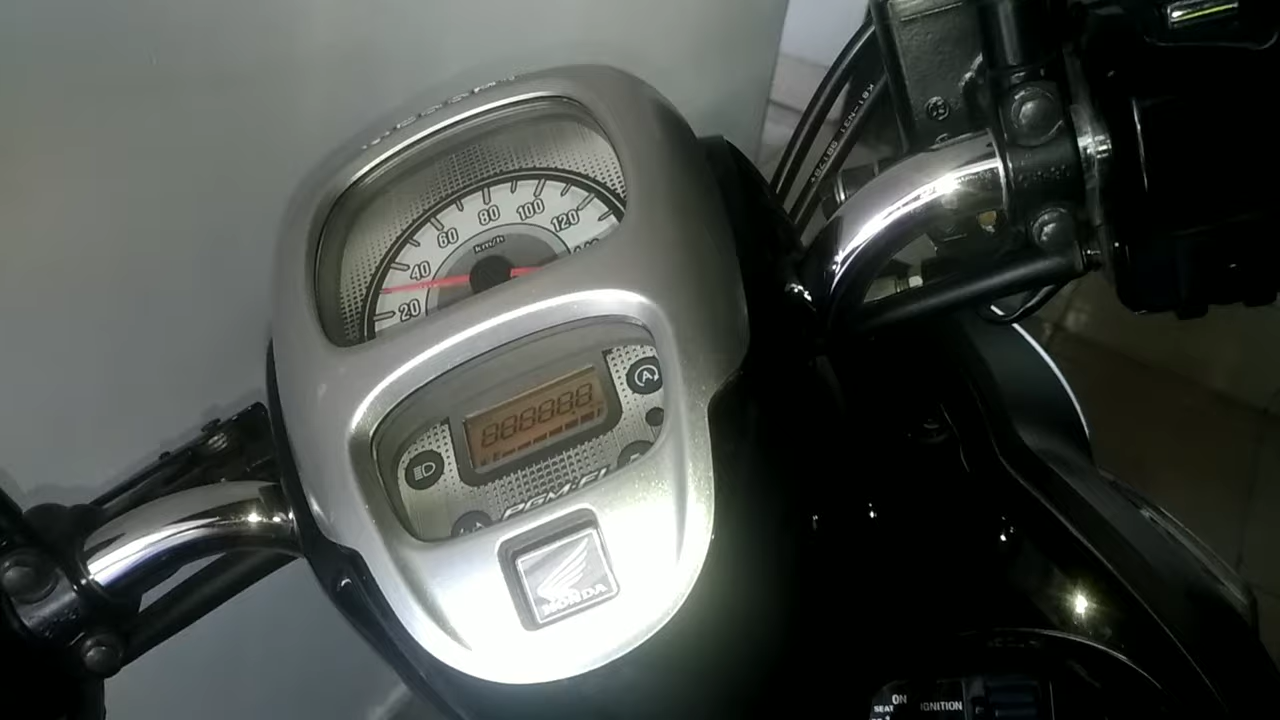 20
40
60
80
100
120
km/h
888888
E
F
A
PGM-FI
HONDA
ON
SEAT
IGNITION